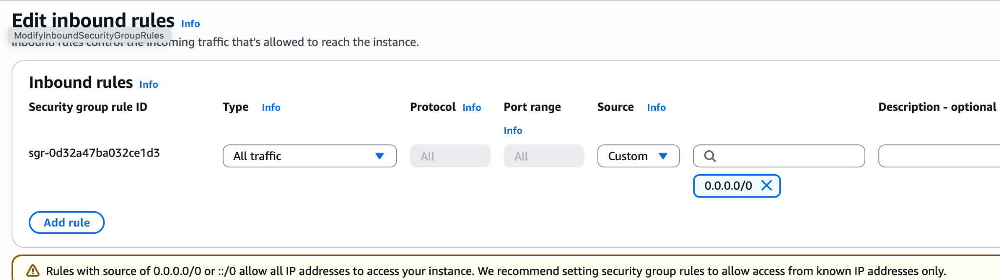 Edit inbound rules Info
ModifyInboundSecurityGroupRules
Inbound rules control the incoming traffic that's allowed to reach the instance.
Inbound rules Info
Security group rule ID Type Info Protocol Info Port range Info Source Info Description - optional
sgr-0d32a47ba032ce1d3 All traffic All All Custom
0.0.0.0/0
Add rule
Rules with source of 0.0.0.0/0 or ::/0 allow all IP addresses to access your instance. We recommend setting security group rules to allow access from known IP addresses only.